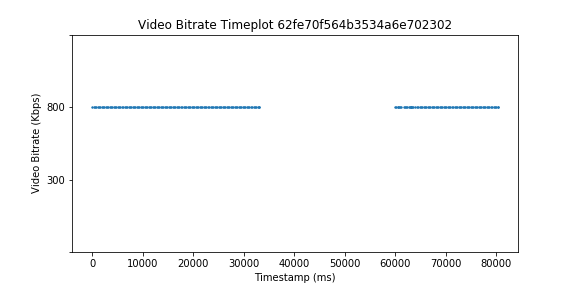 Video Bitrate Timeplot 62fe70f564b3534a6e702302
Video Bitrate (Kbps)
800
300
0 10000 20000 30000 40000 50000 60000 70000 80000
Timestamp (ms)